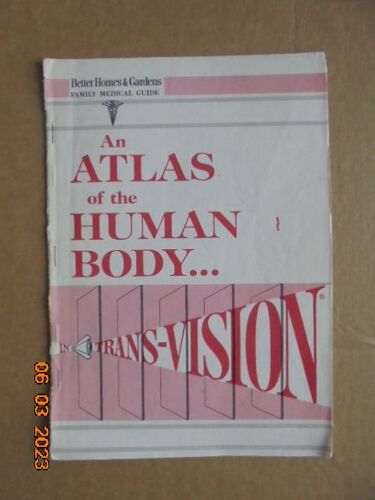 Better Homes & Gardens
FAMILY MEDICAL GUIDE
An
ATLAS
of the
HUMAN
BODY...
IN TRANS-VISION®
06 03 2023